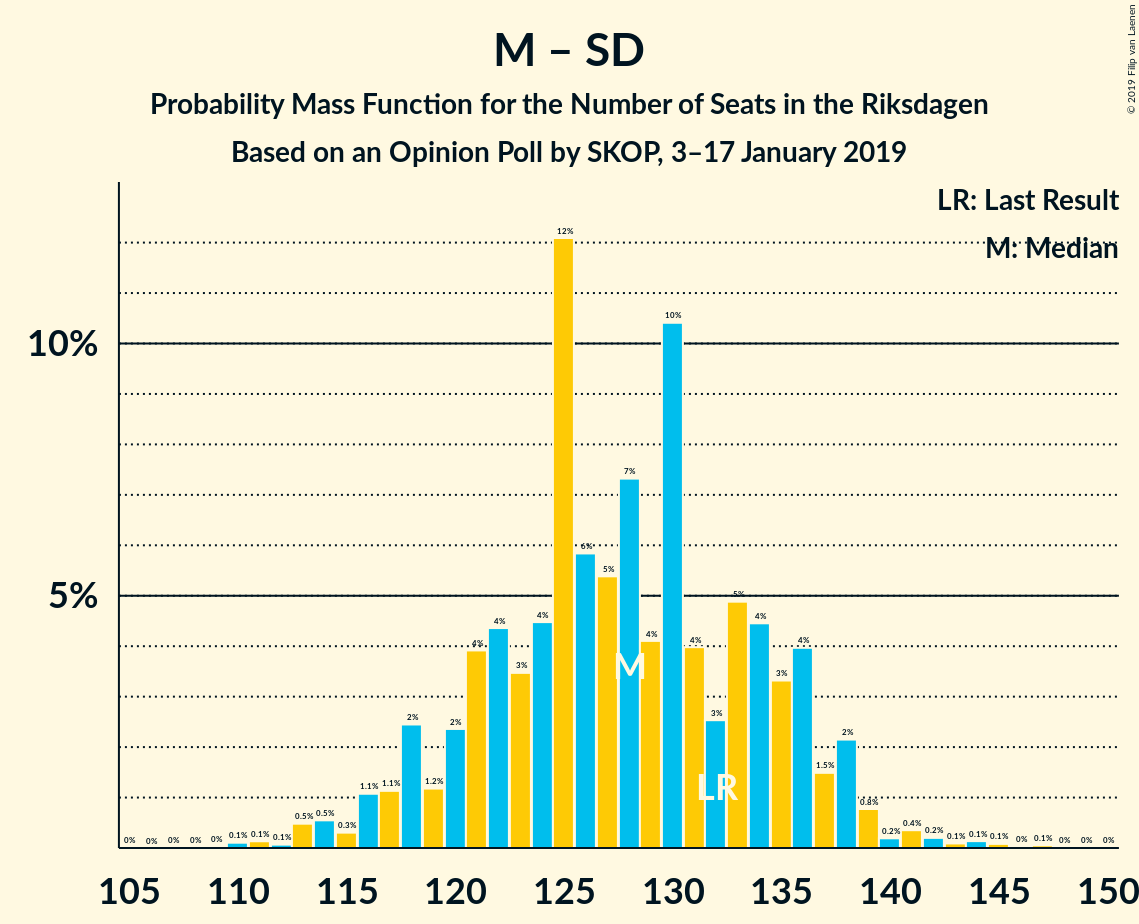 M – SD
Probability Mass Function for the Number of Seats in the Riksdagen
Based on an Opinion Poll by SKOP, 3–17 January 2019
© 2019 Filip van Laenen
LR: Last Result
M: Median
10%
5%
0% 0% 0% 0% 0% 0.1% 0.1% 0.1% 0.5% 0.5% 0.3% 1.1% 1.1% 2% 1.2% 2% 4% 4% 3% 4% 12% 6% 5% 7% 4% 10% 4% 3% 5% 4% 3% 4% 1.5% 2% 0.8% 0.2% 0.4% 0.2% 0.1% 0.1% 0.1% 0% 0.1% 0% 0% 0%
M
LR
105 110 115 120 125 130 135 140 145 150